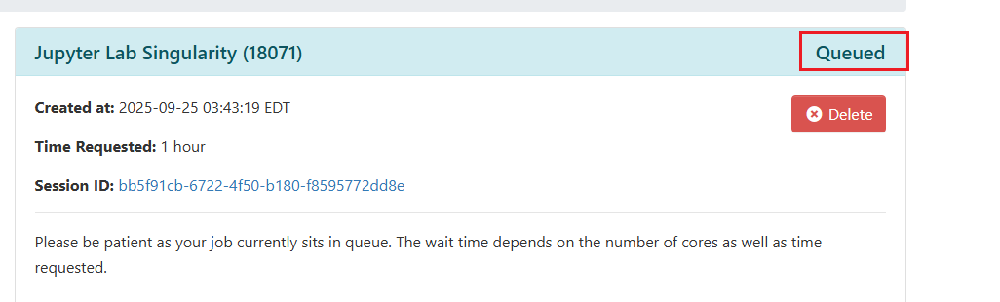 Jupyter Lab Singularity (18071) Queued
Created at: 2025-09-25 03:43:19 EDT
Delete
Time Requested: 1 hour
Session ID: bb5f91cb-6722-4f50-b180-f8595772dd8e
Please be patient as your job currently sits in queue. The wait time depends on the number of cores as well as time
requested.